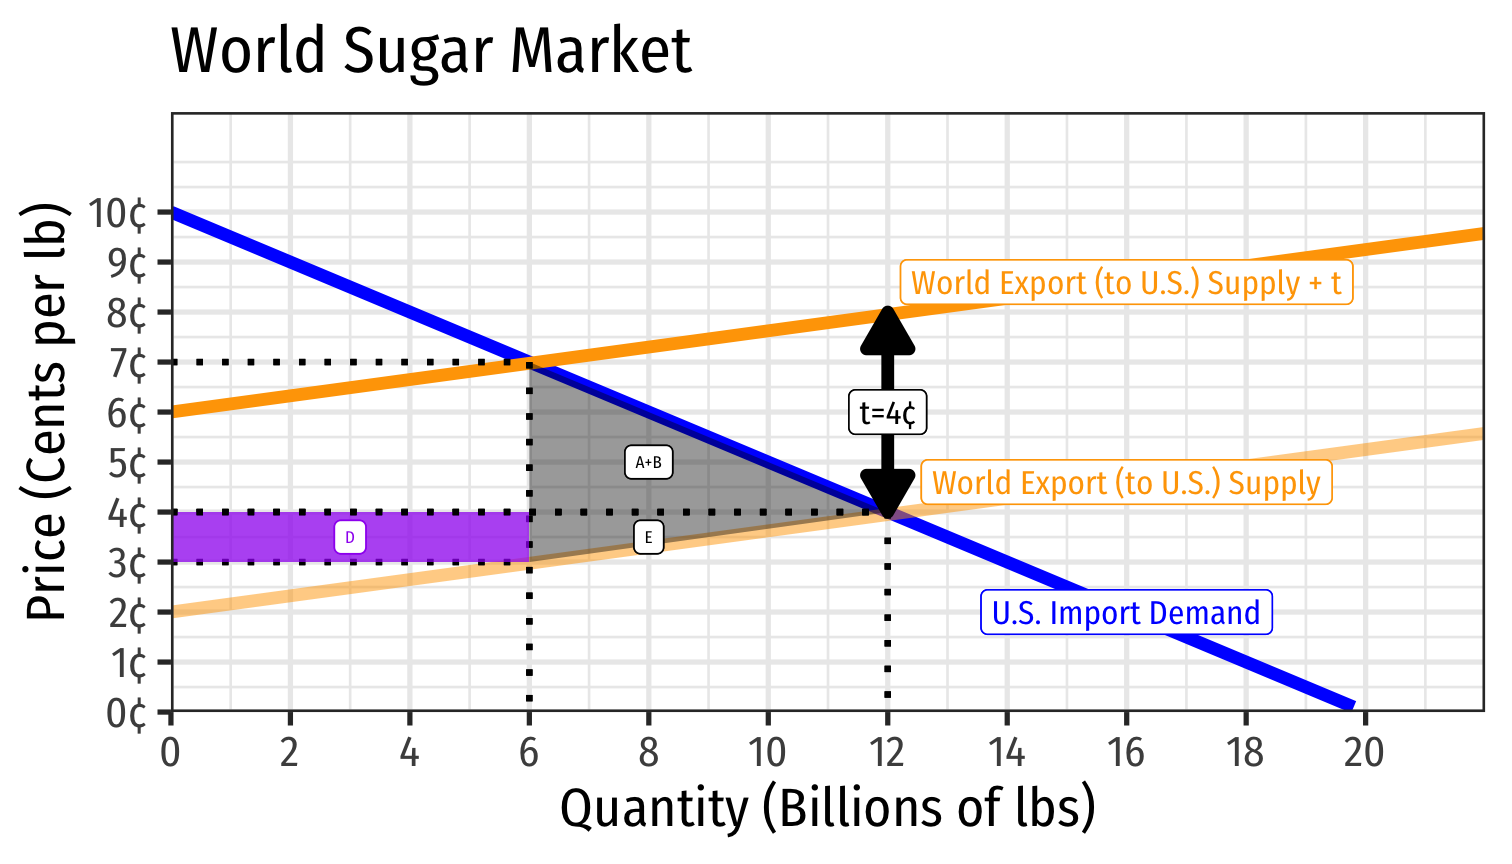 World Sugar Market
Price (Cents per lb)
10¢
9¢
8¢
7¢
6¢
5¢
4¢
3¢
2¢
1¢
0¢
World Export (to U.S.) Supply + t
t=4¢
A+B
World Export (to U.S.) Supply
D
E
U.S. Import Demand
0 2 4 6 8 10 12 14 16 18 20
Quantity (Billions of lbs)